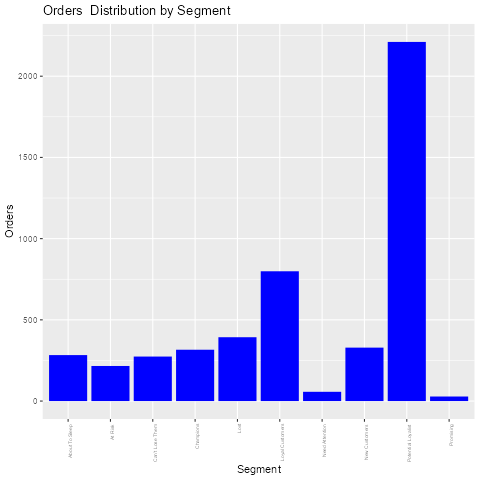 Orders  Distribution by Segment
Orders
2000
1500
1000
500
0
About To Sleep
At Risk
Can't Lose Them
Champions
Lost
Loyal Customers
Need Attention
New Customers
Potential Loyalist
Promising
Segment